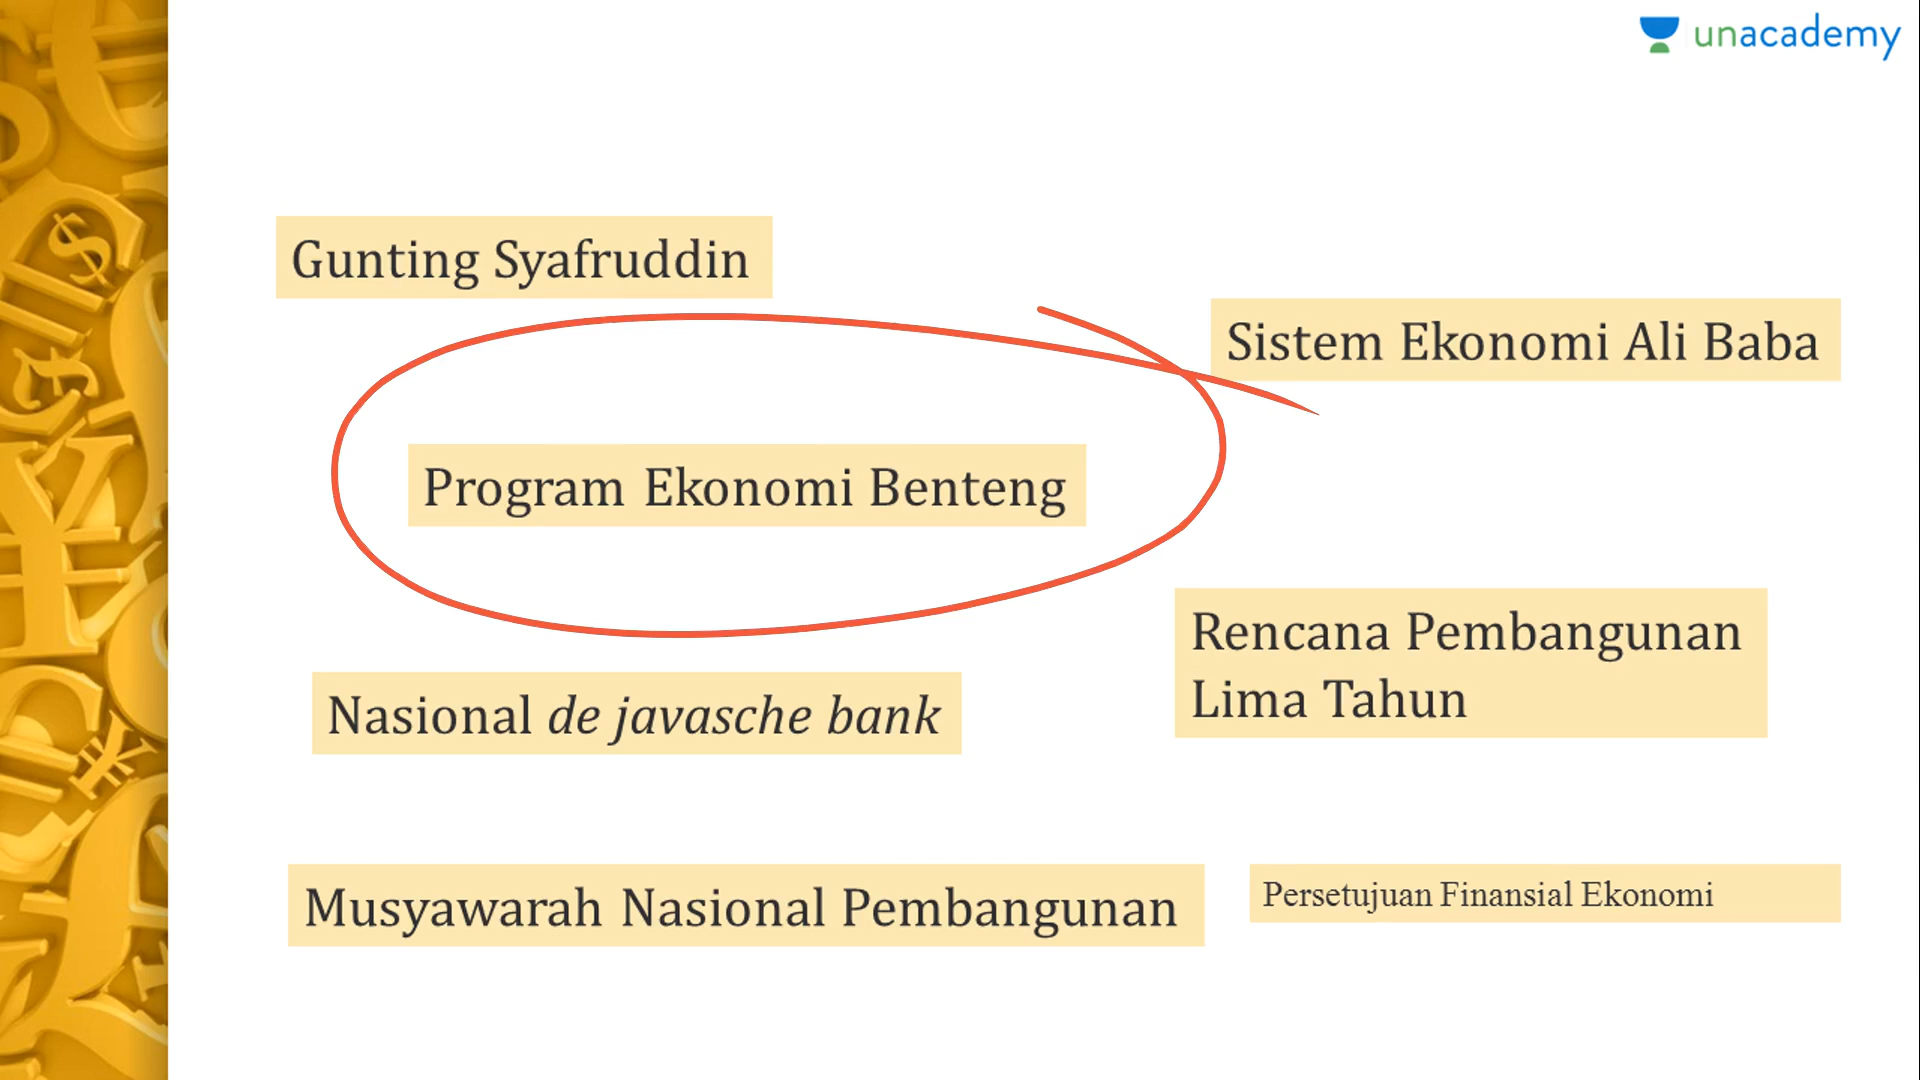 unacademy
Gunting Syafruddin
Sistem Ekonomi Ali Baba
Program Ekonomi Benteng
Rencana Pembangunan
Lima Tahun
Nasional de javasche bank
Musyawarah Nasional Pembangunan
Persetujuan Finansial Ekonomi